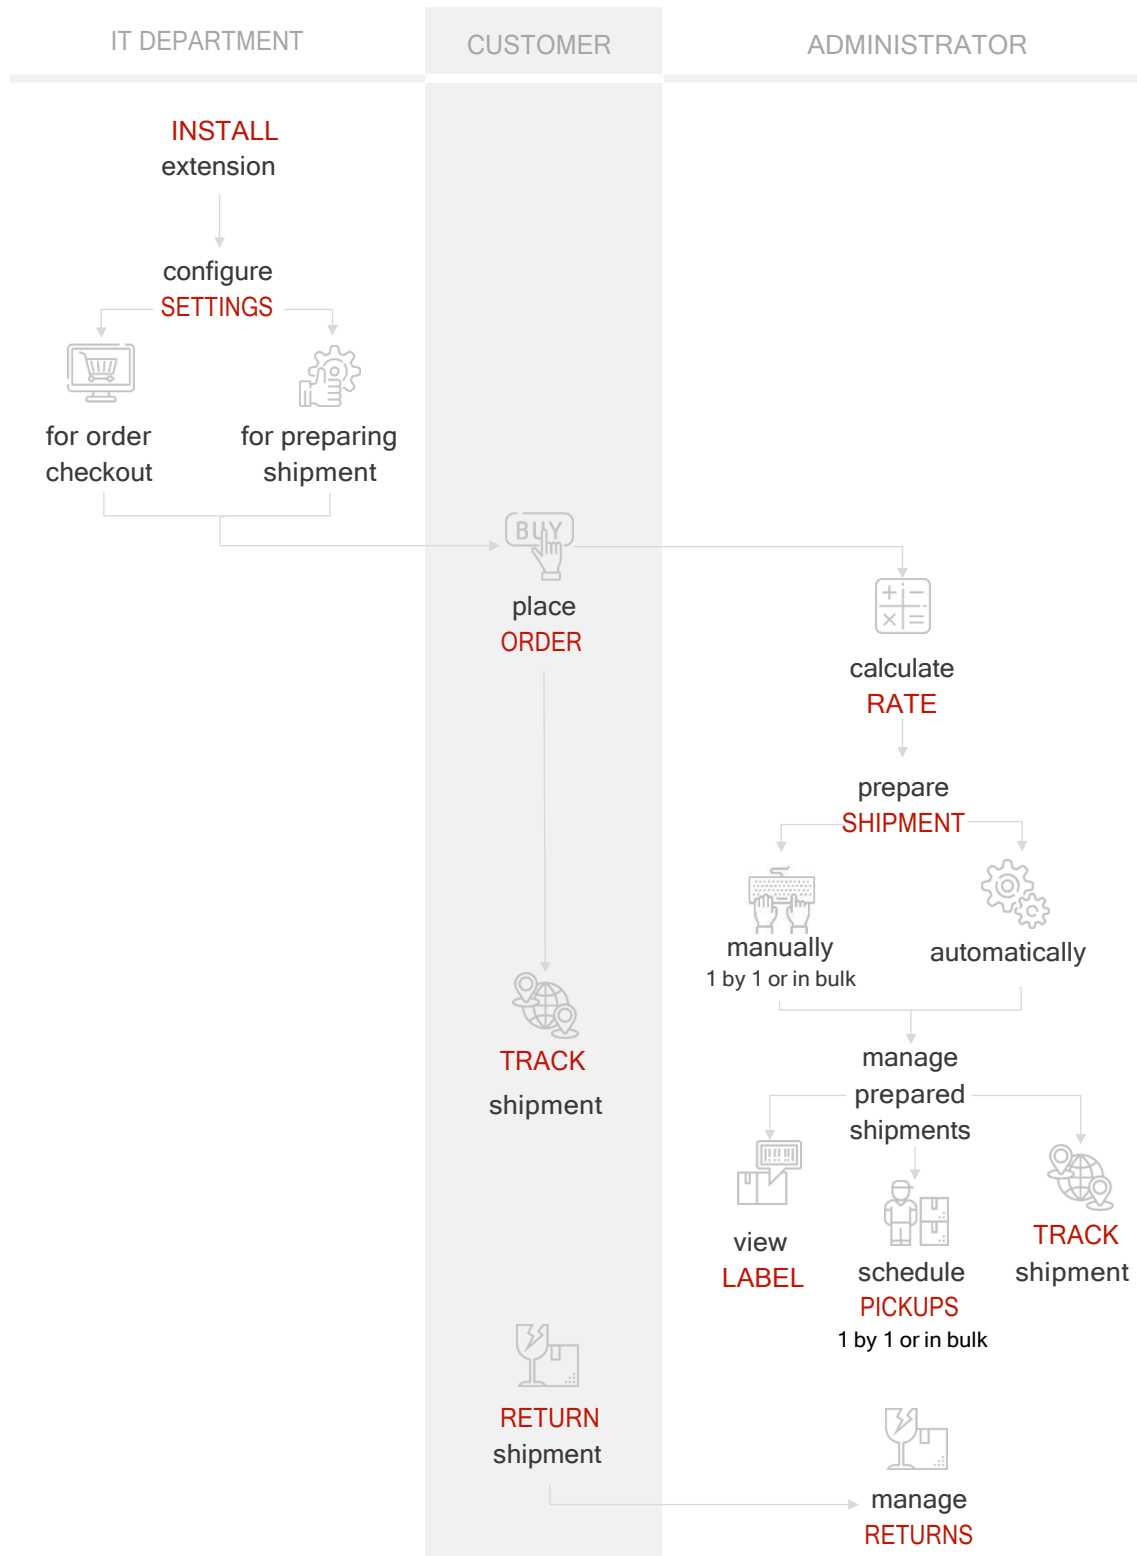 IT DEPARTMENT
CUSTOMER
ADMINISTRATOR
INSTALL
extension
configure
SETTINGS
for order
checkout
for preparing
shipment
BUY
place
ORDER
calculate
RATE
prepare
SHIPMENT
manually
1 by 1 or in bulk
automatically
TRACK
shipment
manage
prepared
shipments
view
LABEL
schedule
PICKUPS
1 by 1 or in bulk
TRACK
shipment
RETURN
shipment
manage
RETURNS